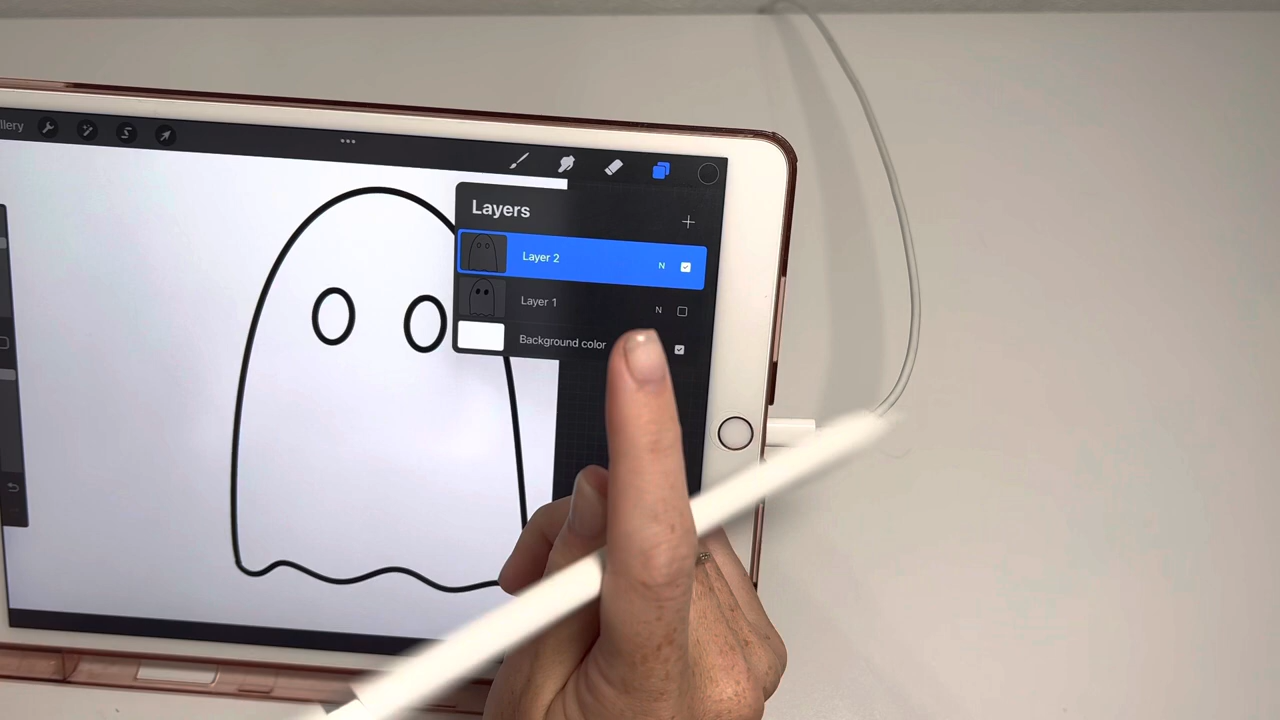 llery
Layers
Layer 2 N
Layer 1 N
Background color